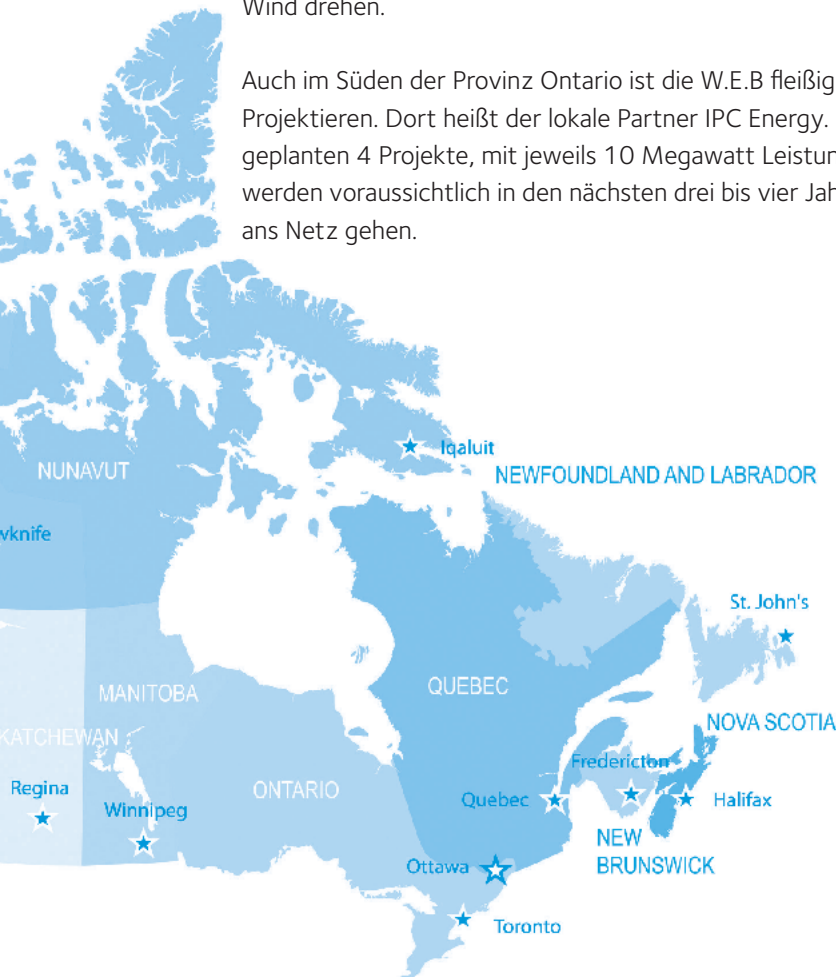 Wind drehen.
Auch im Süden der Provinz Ontario ist die W.E.B fleißig
Projektieren. Dort heißt der lokale Partner IPC Energy.
geplanten 4 Projekte, mit jeweils 10 Megawatt Leistun
werden voraussichtlich in den nächsten drei bis vier Jah
ans Netz gehen.
Iqaluit
NUNAVUT
NEWFOUNDLAND AND LABRADOR
wknife
St. John's
MANITOBA
QUEBEC
NOVA SCOTIA
KATCHEWAN
Fredericton
Regina
ONTARIO
Winnipeg
Quebec
Halifax
NEW
BRUNSWICK
Ottawa
Toronto